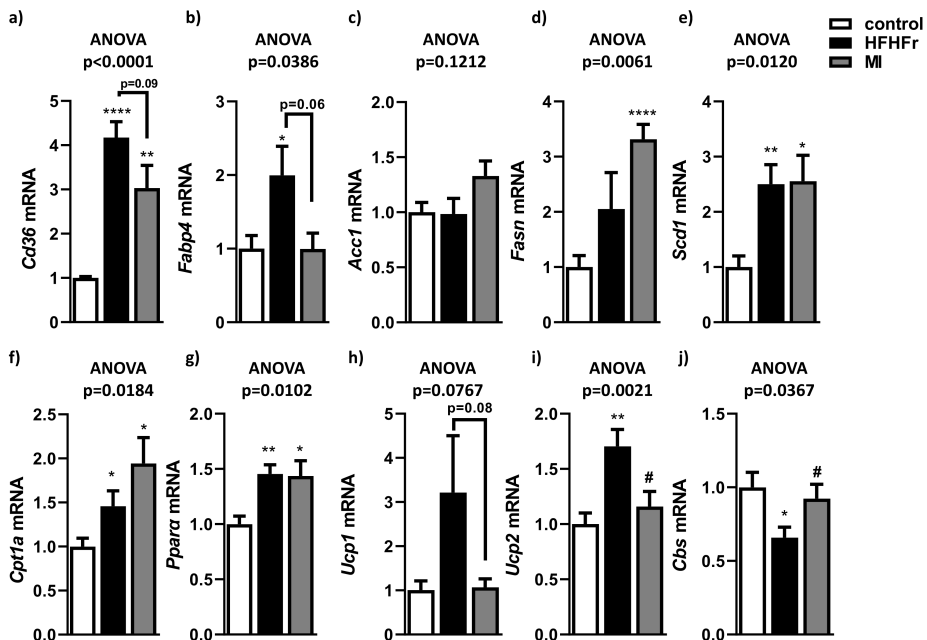 a)
ANOVA
p<0.0001
p=0.09
****
**
Cd36 mRNA
5
4
3
2
1
0
b)
ANOVA
p=0.0386
p=0.06
*
Fabp4 mRNA
3
2
1
0
c)
ANOVA
p=0.1212
Acc1 mRNA
2.0
1.5
1.0
0.5
0.0
d)
ANOVA
p=0.0061
****
Fasn mRNA
4
3
2
1
0
e)
ANOVA
p=0.0120
**
*
Scd1 mRNA
4
3
2
1
0
control
HFHFr
MI
f)
ANOVA
p=0.0184
*
*
Cpt1a mRNA
2.5
2.0
1.5
1.0
0.5
0.0
g)
ANOVA
p=0.0102
**
*
Pparα mRNA
2.0
1.5
1.0
0.5
0.0
h)
ANOVA
p=0.0767
p=0.08
Ucp1 mRNA
5
4
3
2
1
0
i)
ANOVA
p=0.0021
**
#
Ucp2 mRNA
2.0
1.5
1.0
0.5
0.0
j)
ANOVA
p=0.0367
*
#
Cbs mRNA
1.5
1.0
0.5
0.0